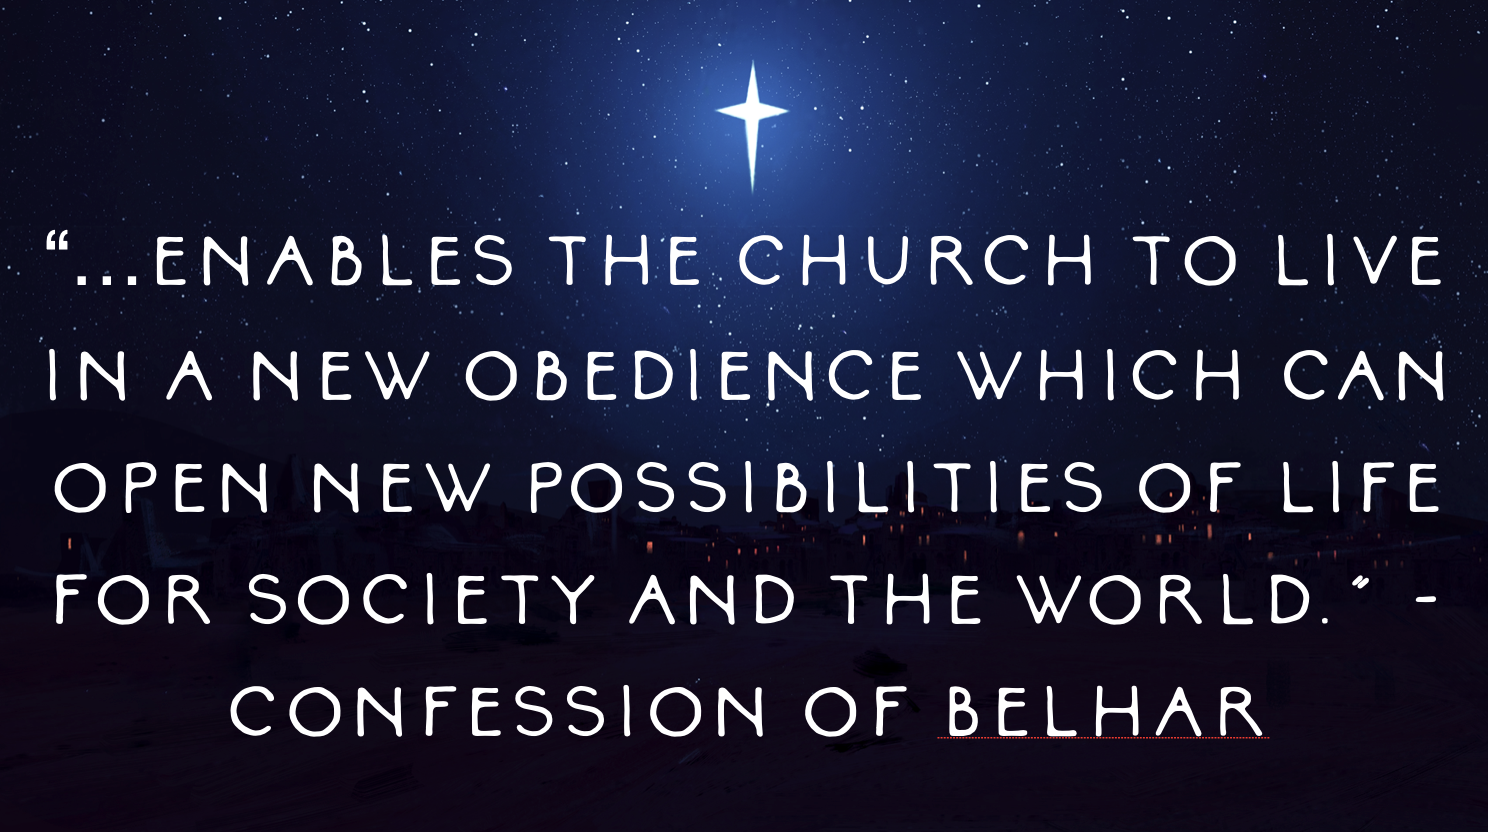 “...ENABLES THE CHURCH TO LIVE
IN A NEW OBEDIENCE WHICH CAN
OPEN NEW POSSIBILITIES OF LIFE
FOR SOCIETY AND THE WORLD.” -
CONFESSION OF BELHAR